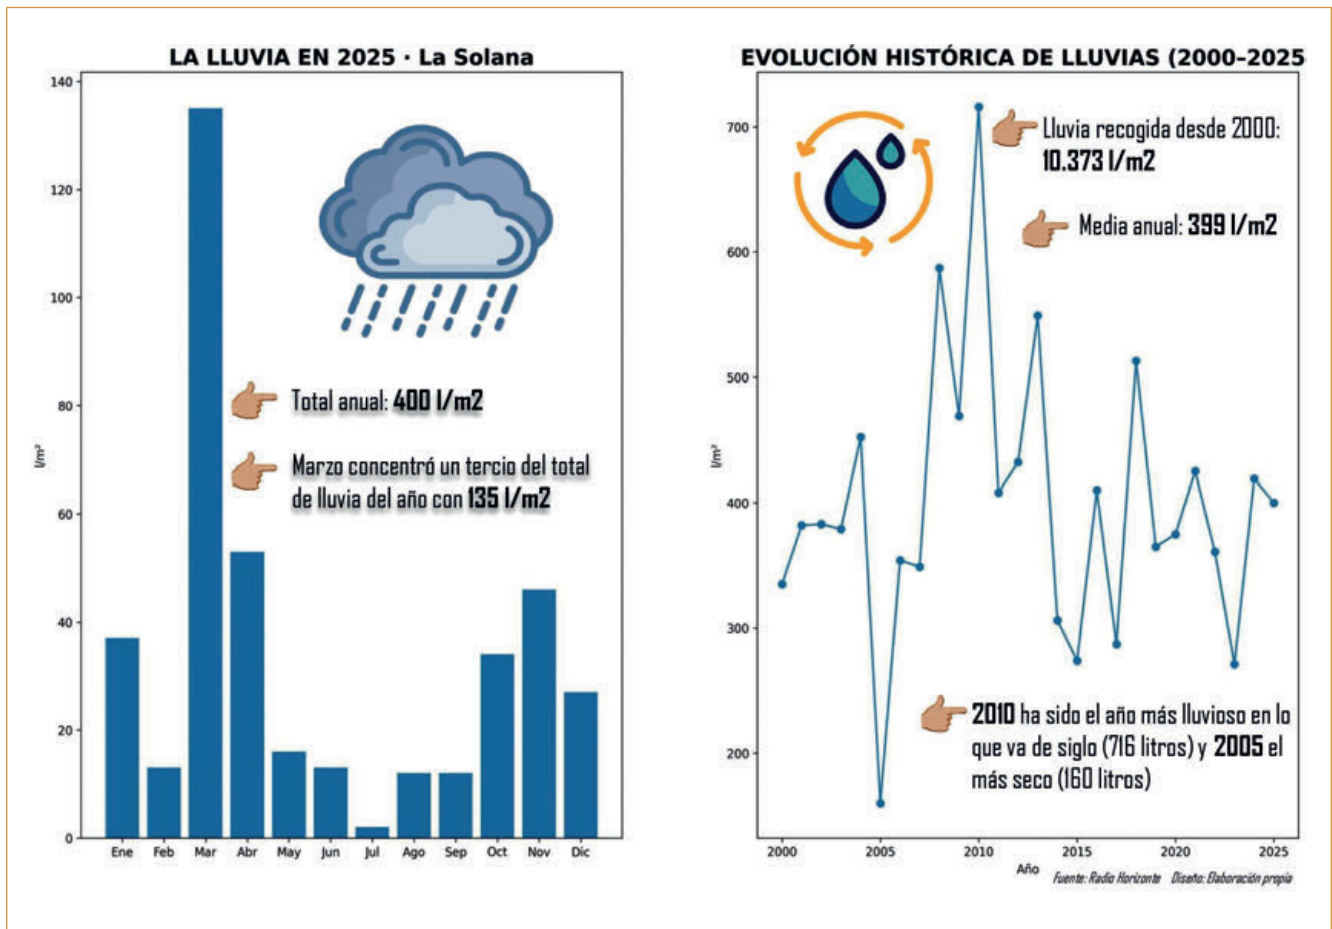 LA LLUVIA EN 2025 · La Solana
140
120
100
80
60
40
20
0
l/m²
Total anual: 400 l/m2
Marzo concentró un tercio del total
de lluvia del año con 135 l/m2
Ene Feb Mar Abr May Jun Jul Ago Sep Oct Nov Dic
EVOLUCIÓN HISTÓRICA DE LLUVIAS (2000–2025
700
600
500
400
300
200
l/m²
Lluvia recogida desde 2000:
10.373 l/m2
Media anual: 399 l/m2
2010 ha sido el año más lluvioso en lo
que va de siglo (716 litros) y 2005 el
más seco (160 litros)
2000 2005 2010 2015 2020 2025
Año
Fuente: Radio Horizonte Diseño: Elaboración propia